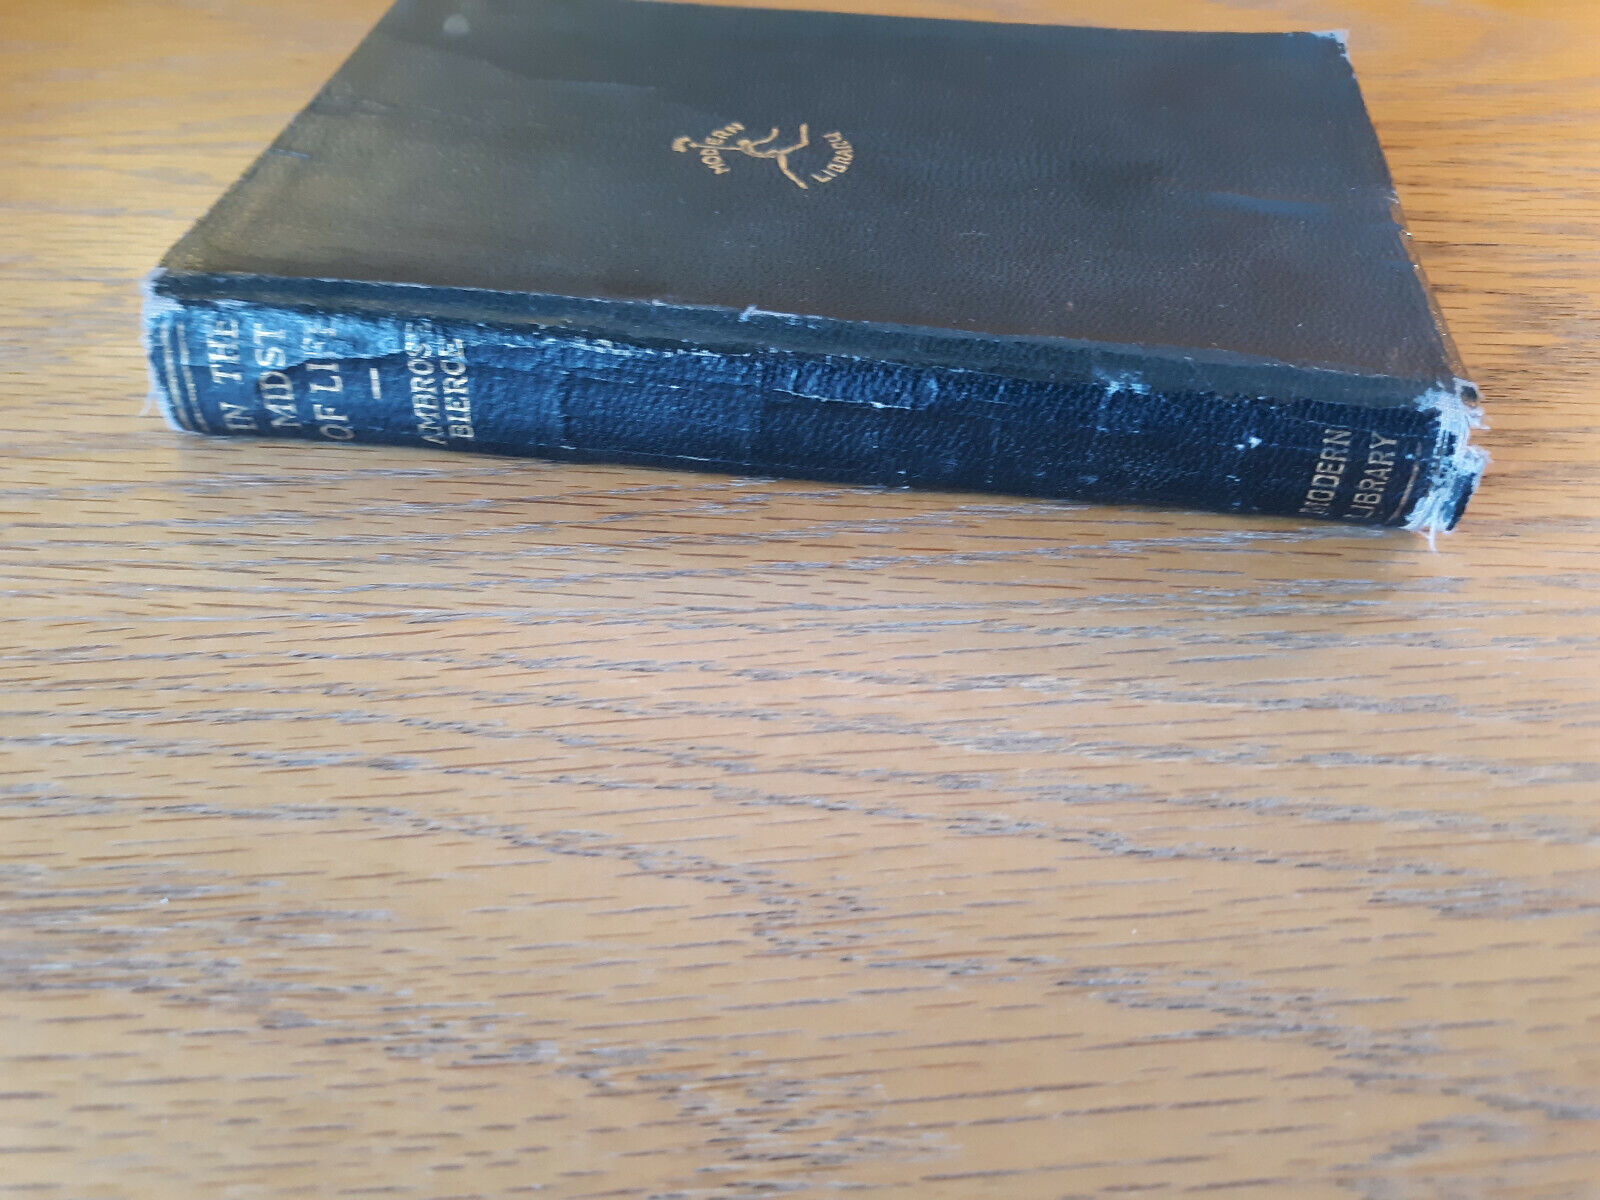 MODERN
LIBRARY
IN THE
MIDST
OF LIFE
AMBROSE
BIERCE
MODERN
LIBRARY